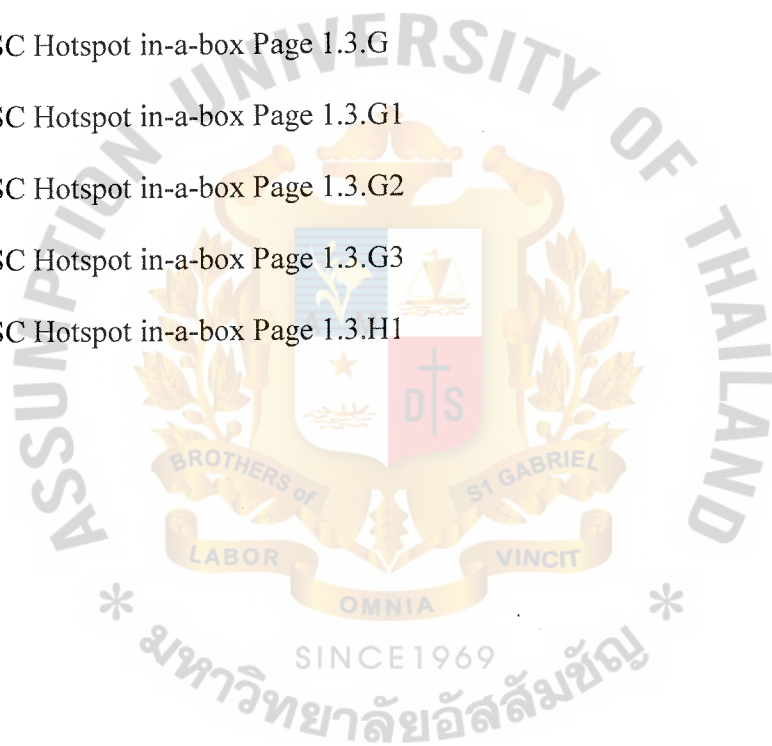 SC Hotspot in-a-box Page 1.3.G
SC Hotspot in-a-box Page 1.3.G1
SC Hotspot in-a-box Page 1.3.G2
SC Hotspot in-a-box Page 1.3.G3
SC Hotspot in-a-box Page 1.3.H1
ASSUMPTION UNIVERSITY OF THAILAND
D S
BROTHERS of ST GABRIEL
LABOR
OMNIA
VINCIT
SINCE 1969
* มหาวิทยาลัยอัสสัมชัญ *